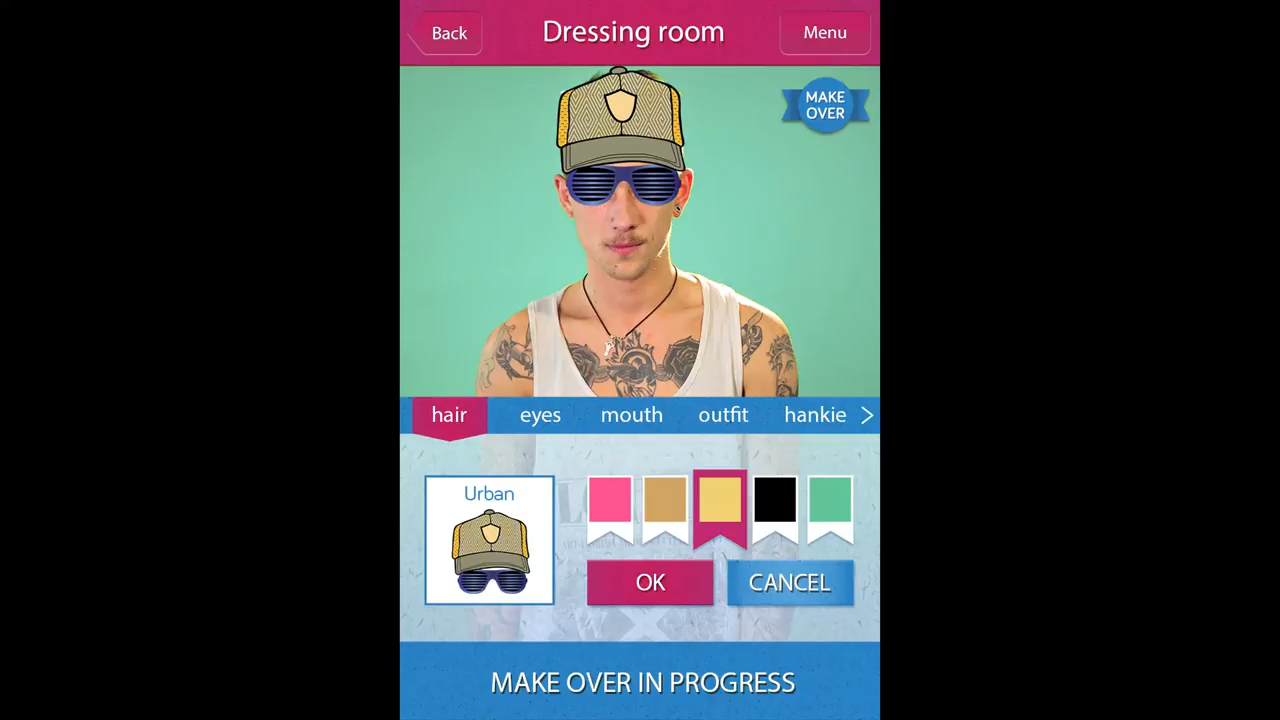 Back
Dressing room
Menu
MAKE
OVER
hair
eyes
mouth
outfit
hankie
Urban
OK
CANCEL
MAKE OVER IN PROGRESS